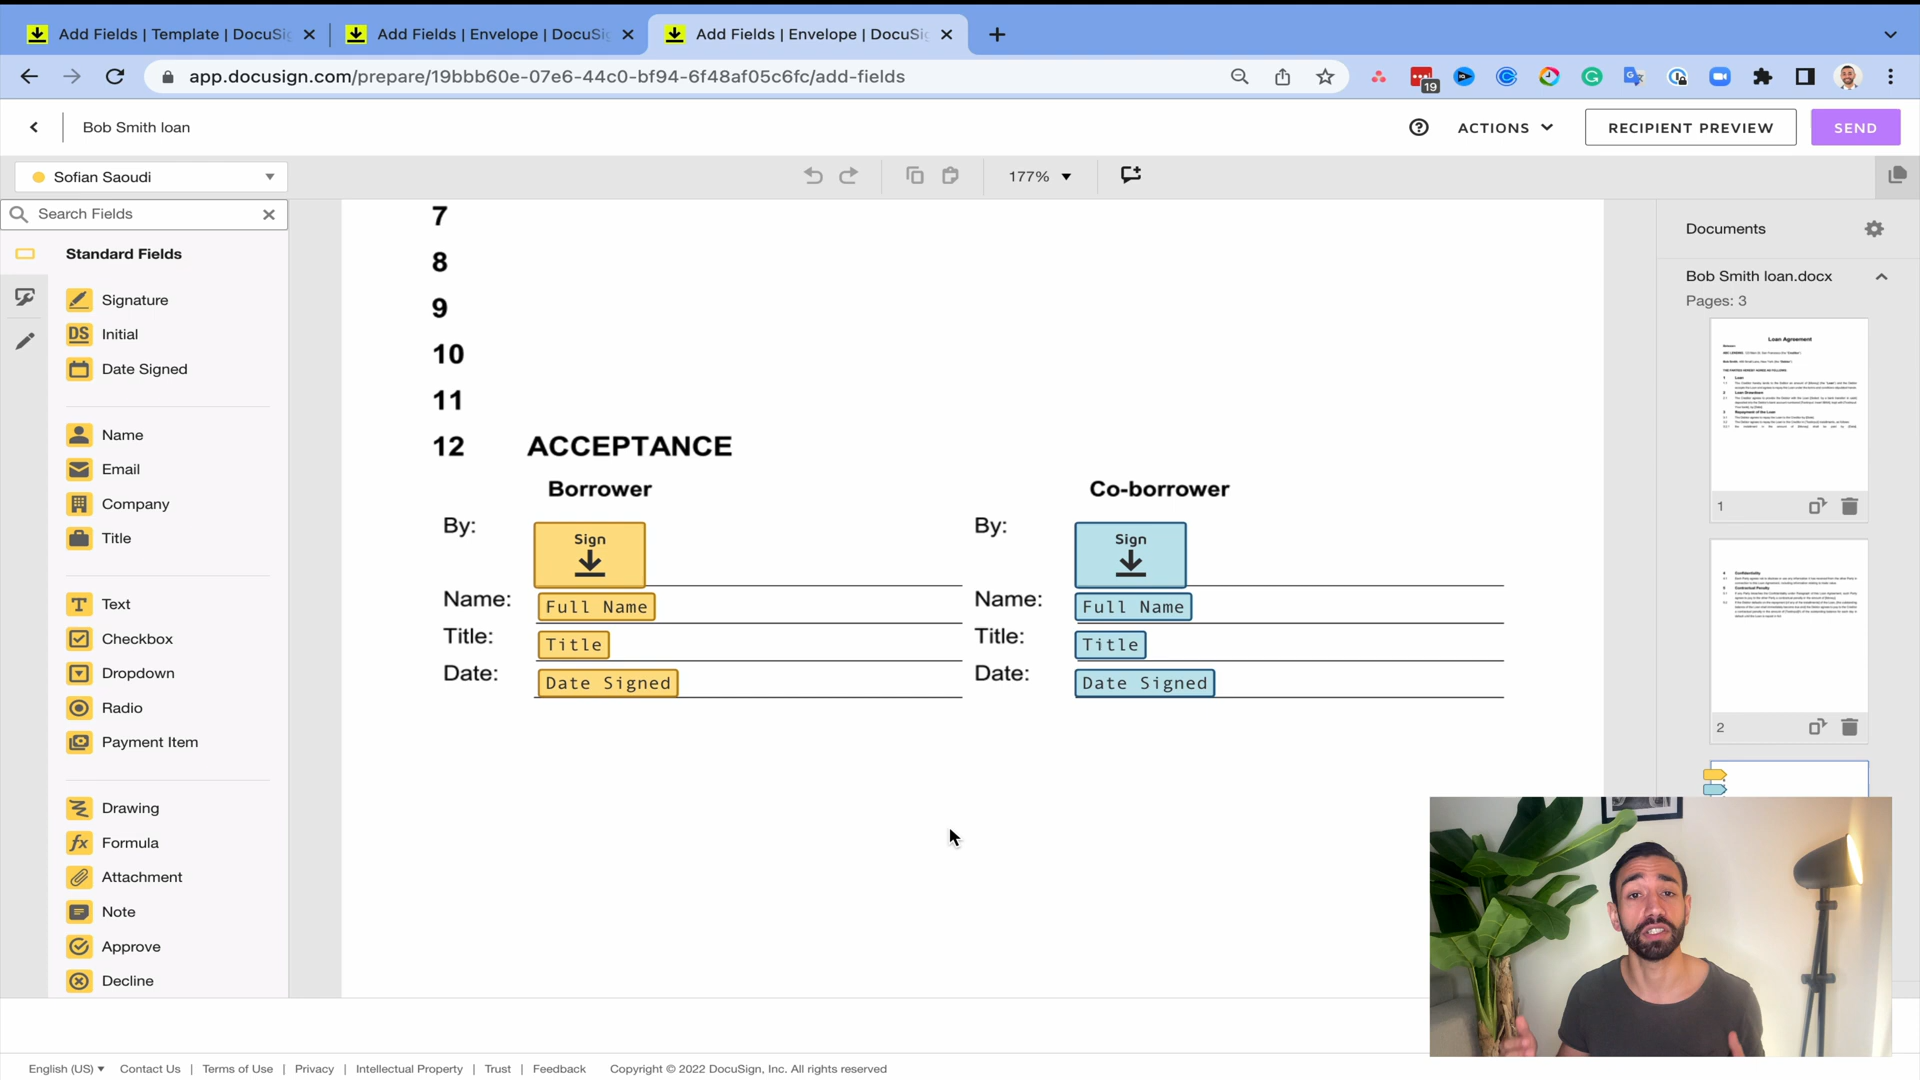 Add Fields | Template | DocuSi
Add Fields | Envelope | DocuSi
Add Fields | Envelope | DocuSi
app.docusign.com/prepare/19bbb60e-07e6-44c0-bf94-6f48af05c6fc/add-fields
19
Bob Smith loan
ACTIONS
RECIPIENT PREVIEW
SEND
Sofian Saoudi
177%
Search Fields
Standard Fields
Signature
DS Initial
Date Signed
Name
Email
Company
Title
T Text
Checkbox
Dropdown
Radio
Payment Item
Drawing
fx Formula
Attachment
Note
Approve
Decline
7
8
9
10
11
12 ACCEPTANCE
Borrower
By:
Sign
Name: Full Name
Title: Title
Date: Date Signed
Co-borrower
By:
Sign
Name: Full Name
Title: Title
Date: Date Signed
Documents
Bob Smith loan.docx
Pages: 3
Loan Agreement
1
2
English (US) Contact Us | Terms of Use | Privacy | Intellectual Property | Trust | Feedback Copyright © 2022 DocuSign, Inc. All rights reserved